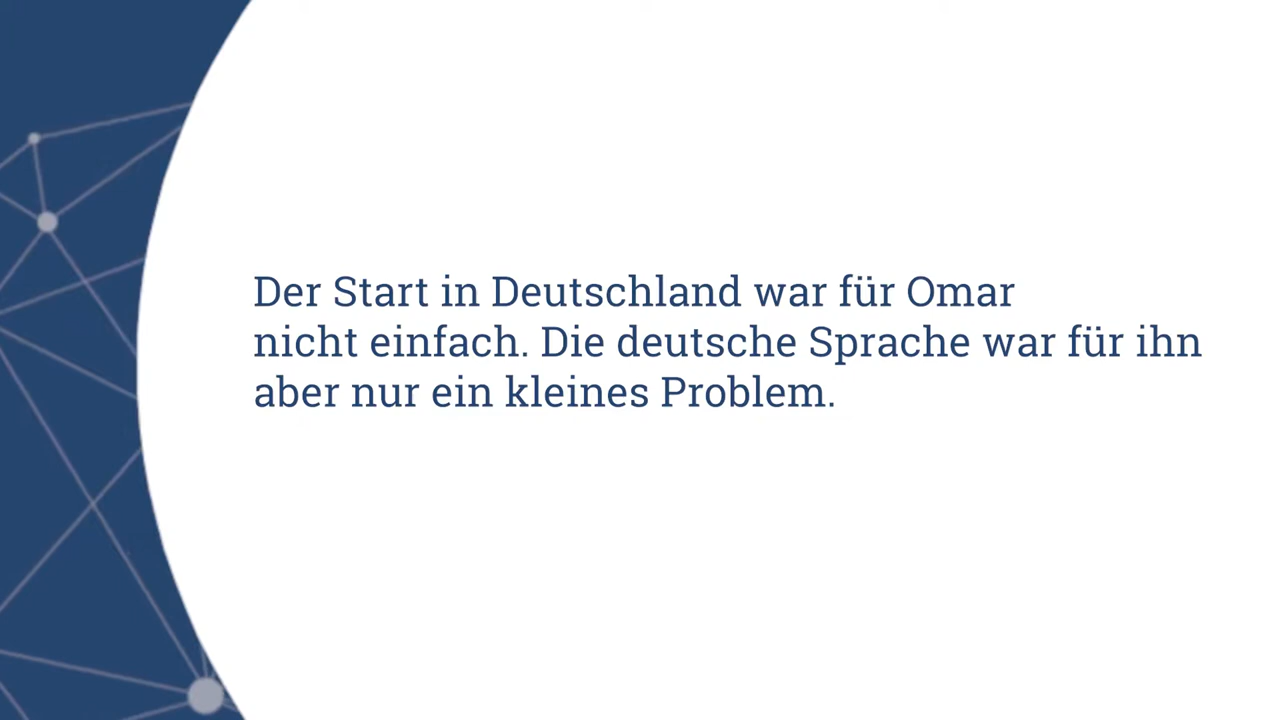 Der Start in Deutschland war für Omar
nicht einfach. Die deutsche Sprache war für ihn
aber nur ein kleines Problem.